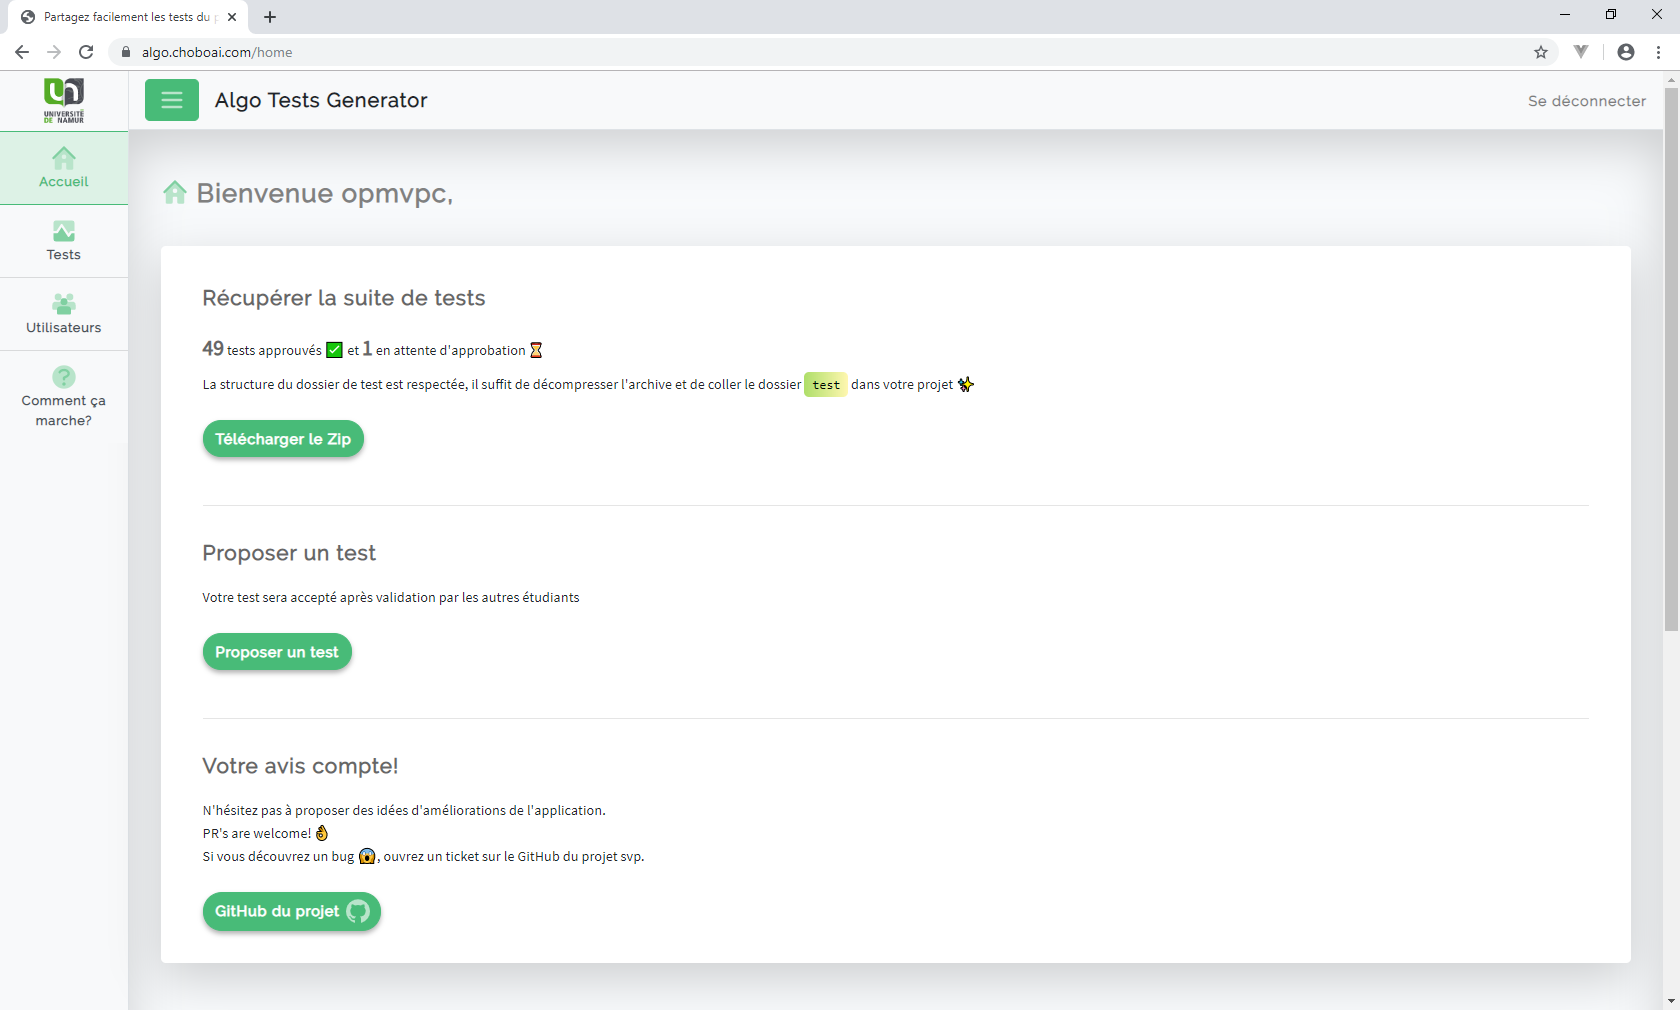 Partagez facilement les tests du
algo.choboai.com/home
UNIVERSITÉ
DE NAMUR
Algo Tests Generator
Se déconnecter
Accueil
Tests
Utilisateurs
Comment ça
marche?
Bienvenue opmvpc,
Récupérer la suite de tests
49 tests approuvés ✅ et 1 en attente d'approbation ⏳
La structure du dossier de test est respectée, il suffit de décompresser l'archive et de coller le dossier test dans votre projet ✨
Télécharger le Zip
Proposer un test
Votre test sera accepté après validation par les autres étudiants
Proposer un test
Votre avis compte!
N'hésitez pas à proposer des idées d'améliorations de l'application.
PR's are welcome! 👌
Si vous découvrez un bug 😱, ouvrez un ticket sur le GitHub du projet svp.
GitHub du projet